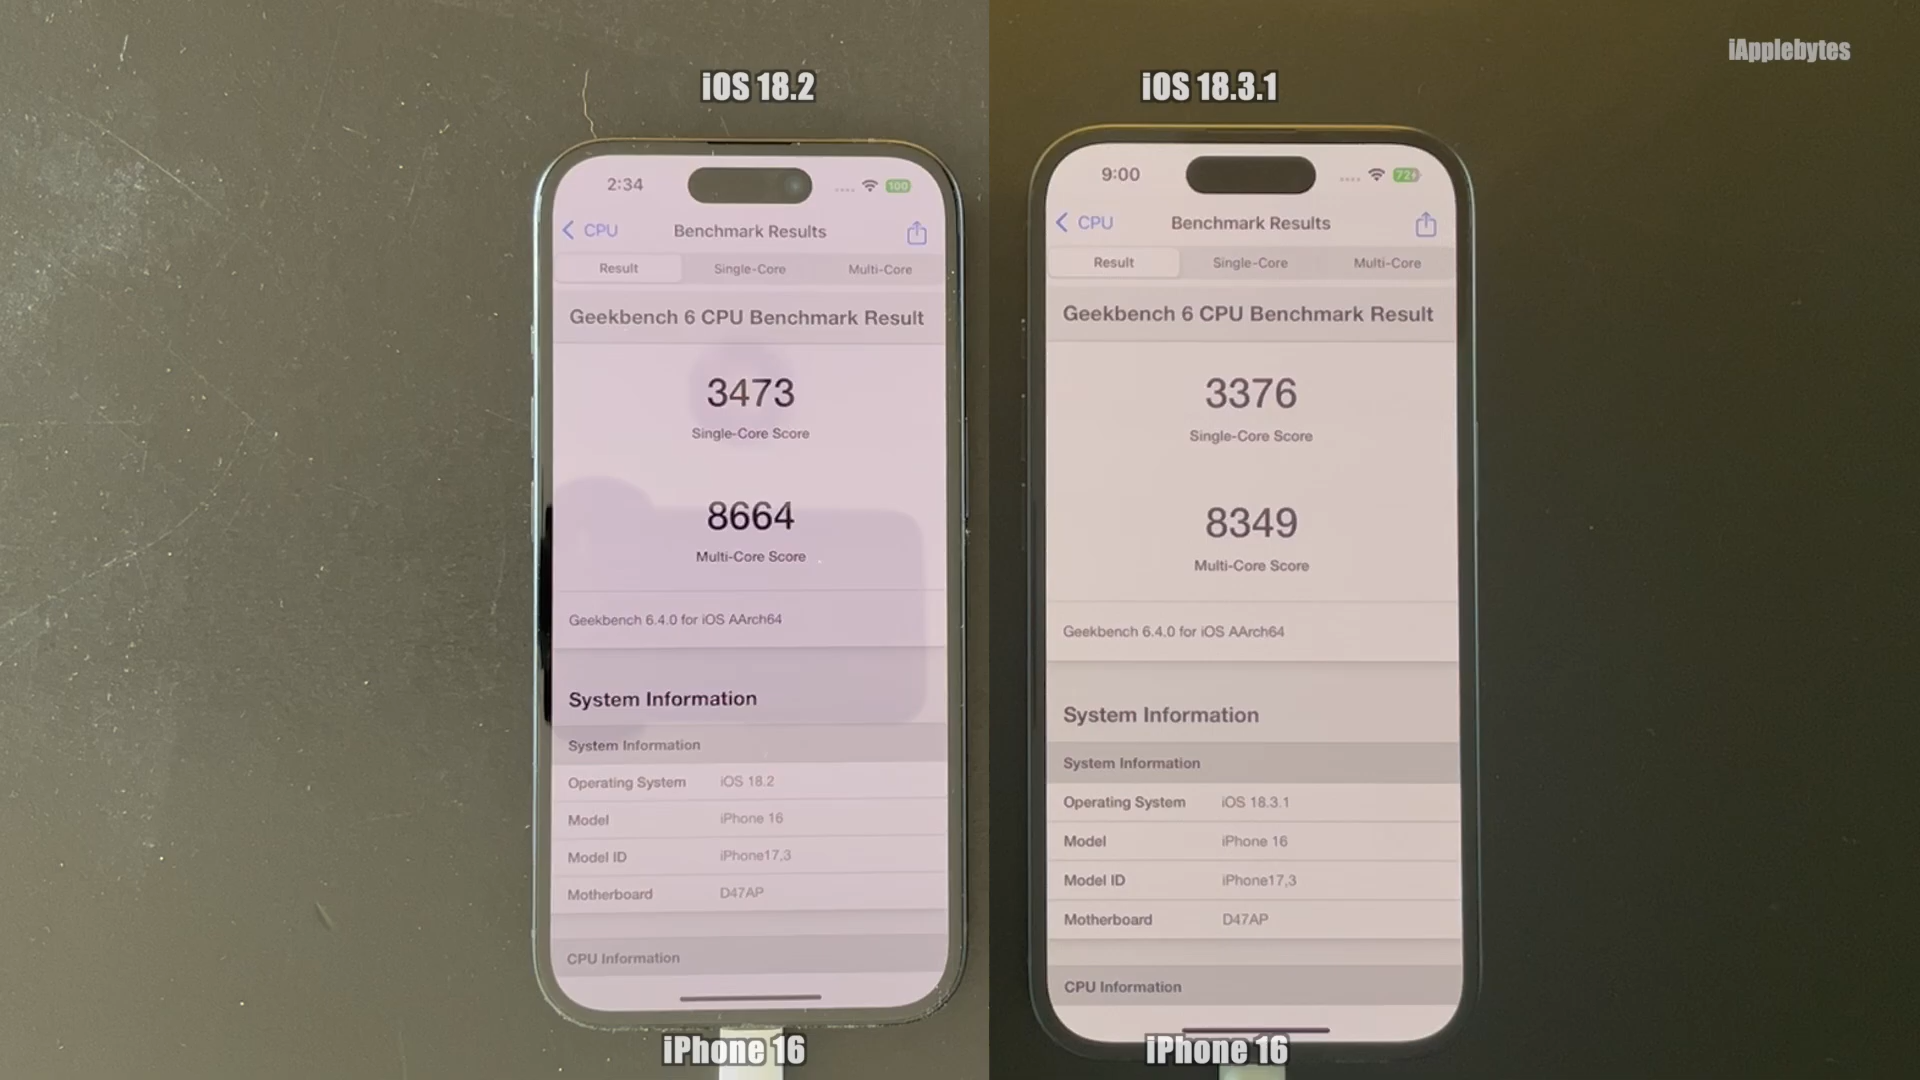 iApplebytes
iOS 18.2
2:34
100
CPU
Benchmark Results
Result
Single-Core
Multi-Core
Geekbench 6 CPU Benchmark Result
3473
Single-Core Score
8664
Multi-Core Score
Geekbench 6.4.0 for iOS AArch64
System Information
System Information
Operating System iOS 18.2
Model iPhone 16
Model ID iPhone17,3
Motherboard D47AP
CPU Information
iPhone 16
iOS 18.3.1
9:00
72
CPU
Benchmark Results
Result
Single-Core
Multi-Core
Geekbench 6 CPU Benchmark Result
3376
Single-Core Score
8349
Multi-Core Score
Geekbench 6.4.0 for iOS AArch64
System Information
System Information
Operating System iOS 18.3.1
Model iPhone 16
Model ID iPhone17,3
Motherboard D47AP
CPU Information
iPhone 16